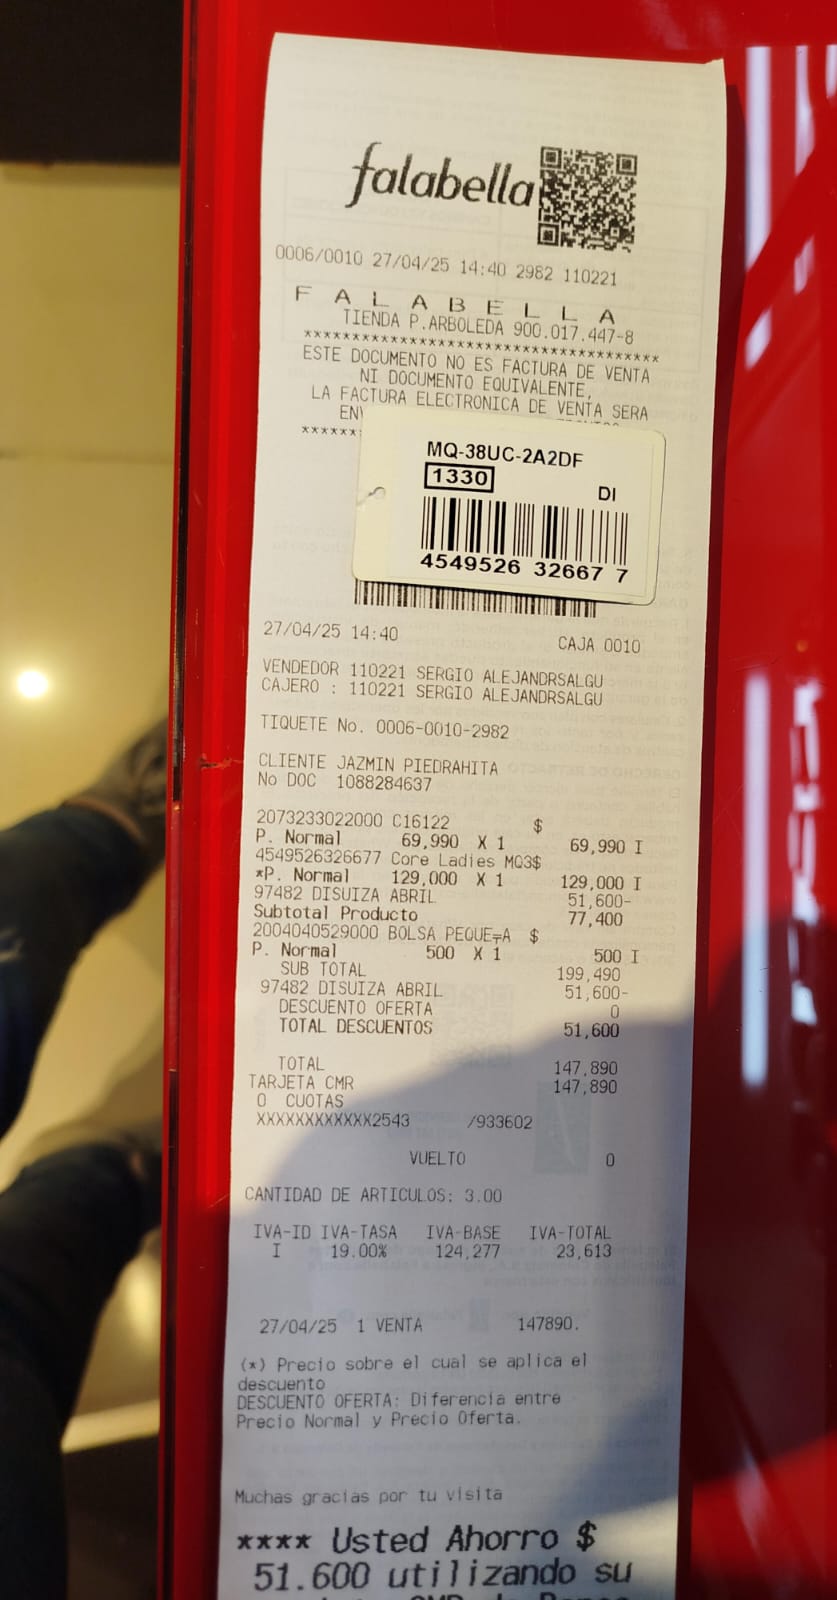 falabella
0006/0010 27/04/25 14:40 2982 110221
F A L A B E L L A
TIENDA P.ARBOLEDA 900.017.447-8
****************************************
ESTE DOCUMENTO NO ES FACTURA DE VENTA
NI DOCUMENTO EQUIVALENTE,
LA FACTURA ELECTRONICA DE VENTA SERA
******
MQ-38UC-2A2DF
1330
DI
4549526 32667 7
27/04/25 14:40 CAJA 0010
VENDEDOR 110221 SERGIO ALEJANDRSALGU
CAJERO : 110221 SERGIO ALEJANDRSALGU
TIQUETE No. 0006-0010-2982
CLIENTE JAZMIN PIEDRAHITA
No DOC 1088284637
2073233022000 C16122 $
P. Normal 69,990 X 1 69,990 I
4549526326677 Core Ladies MQ3$
*P. Normal 129,000 X 1 129,000 I
97482 DISUIZA ABRIL 51,600-
Subtotal Producto 77,400
2004040529000 BOLSA PEQUE╤A $
P. Normal 500 X 1 500 I
SUB TOTAL 199,490
97482 DISUIZA ABRIL 51,600-
DESCUENTO OFERTA 0
TOTAL DESCUENTOS 51,600
TOTAL 147,890
TARJETA CMR 147,890
0 CUOTAS
XXXXXXXXXXXX2543 /933602
VUELTO 0
CANTIDAD DE ARTICULOS: 3.00
IVA-ID IVA-TASA IVA-BASE IVA-TOTAL
I 19.00% 124,277 23,613
27/04/25 1 VENTA 147890.
(*) Precio sobre el cual se aplica el
descuento
DESCUENTO OFERTA: Diferencia entre
Precio Normal y Precio Oferta.
Muchas gracias por tu visita
**** Usted Ahorro $
51.600 utilizando su